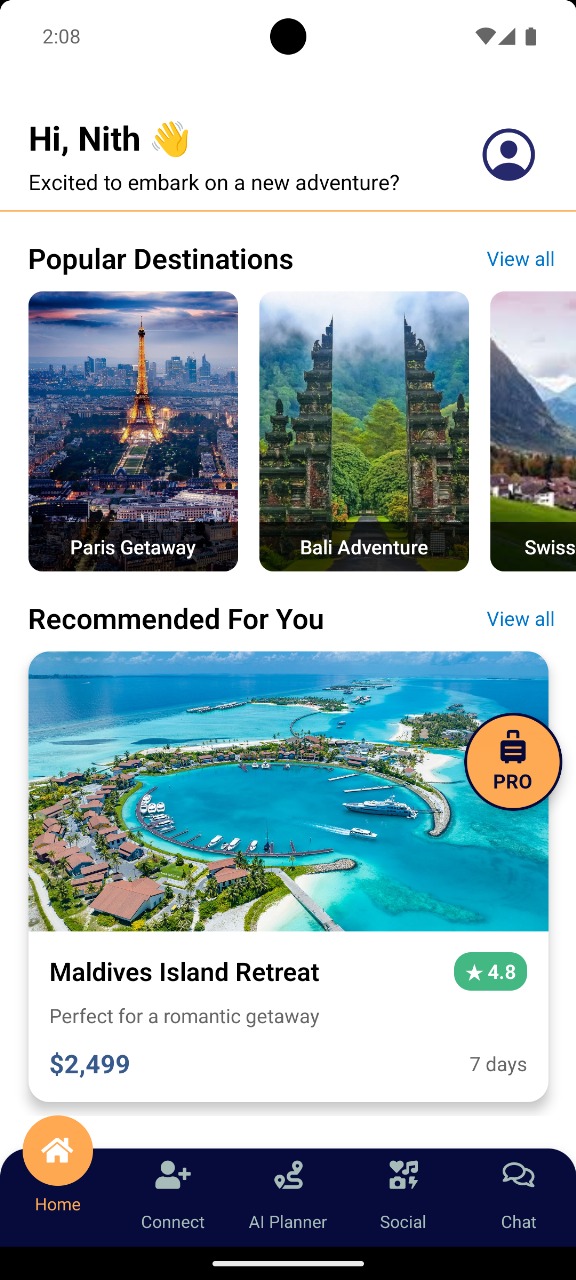 2:08
Hi, Nith 👋
Excited to embark on a new adventure?
Popular Destinations
View all
Paris Getaway
Bali Adventure
Swiss
Recommended For You
View all
PRO
Maldives Island Retreat
★ 4.8
Perfect for a romantic getaway
$2,499
7 days
Home
Connect
AI Planner
Social
Chat